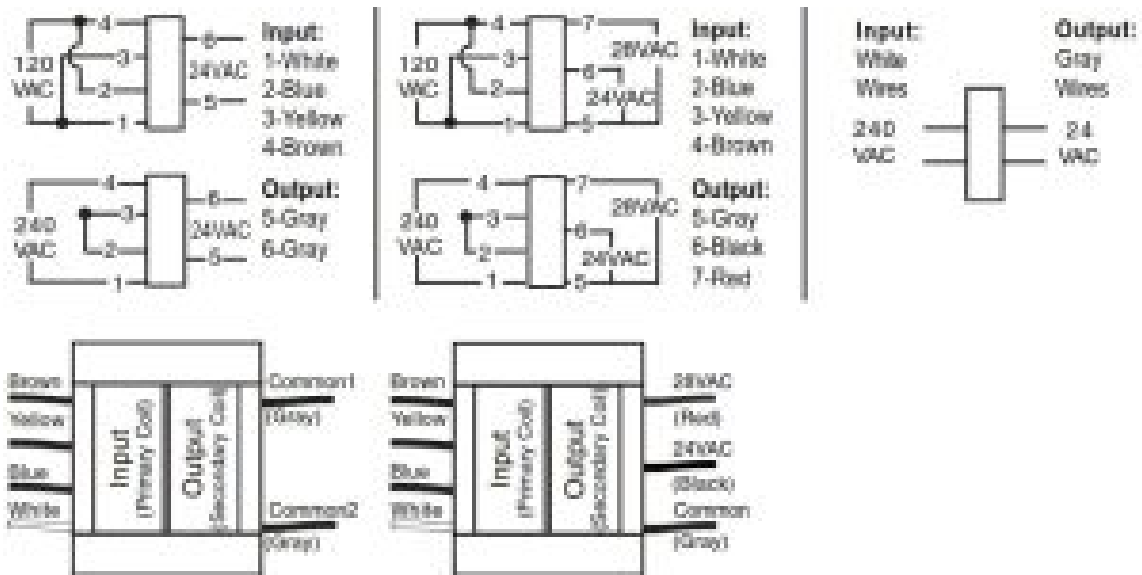 4
3
2
1
120
VAC
6
24VAC
5
Input:
1-White
2-Blue
3-Yellow
4-Brown
4
3
2
1
240
VAC
6
24VAC
5
Output:
5-Gray
6-Gray
4
3
2
1
120
VAC
7
28VAC
6
24VAC
5
Input:
1-White
2-Blue
3-Yellow
4-Brown
4
3
2
1
240
VAC
7
28VAC
6
24VAC
5
Output:
5-Gray
6-Black
7-Red
Input:
White
Wires
240
VAC
Output:
Gray
Wires
24
VAC
Brown
Yellow
Blue
White
Input
(Primary Coil)
Output
(Secondary Coil)
Common1
(Gray)
Common2
(Gray)
Brown
Yellow
Blue
White
Input
(Primary Coil)
Output
(Secondary Coil)
28VAC
(Red)
24VAC
(Black)
Common
(Gray)